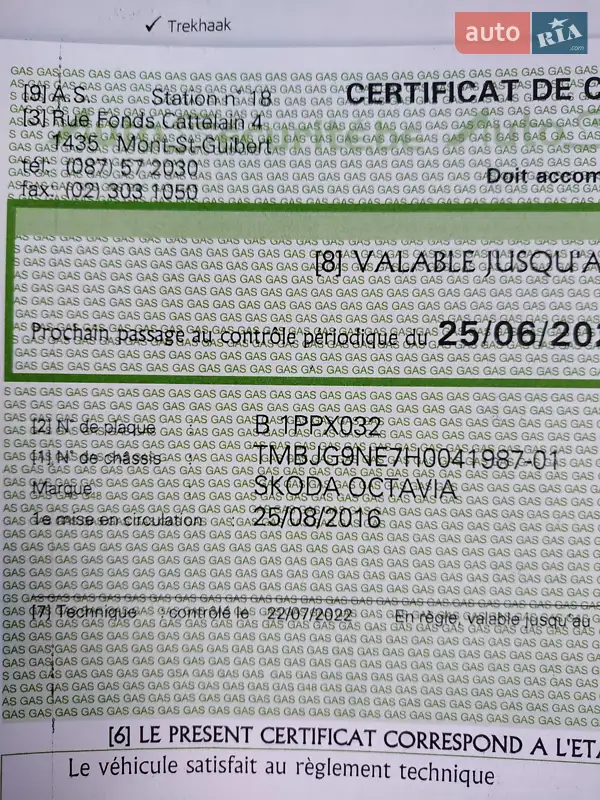 ✓ Trekhaak
auto RIA .com
[9] A.S. Station n° 18
CERTIFICAT DE C
[3] Rue Fonds Cattelain 4
1435 Mont-St-Guibert
tél: (087) 57 2030
Doit accom
fax: (02) 303 1050
[8] VALABLE JUSQU'A
Prochain passage au contrôle périodique du 25/06/202
[2] N° de plaque B 1PPX032
[1] N° de châssis : TMBJG9NE7H0041987-01
Marque : SKODA OCTAVIA
1e mise en circulation : 25/08/2016
[7] Technique : contrôlé le 22/07/2022 En règle, valable jusqu'au
[6] LE PRESENT CERTIFICAT CORRESPOND A L'ETA
Le véhicule satisfait au règlement technique